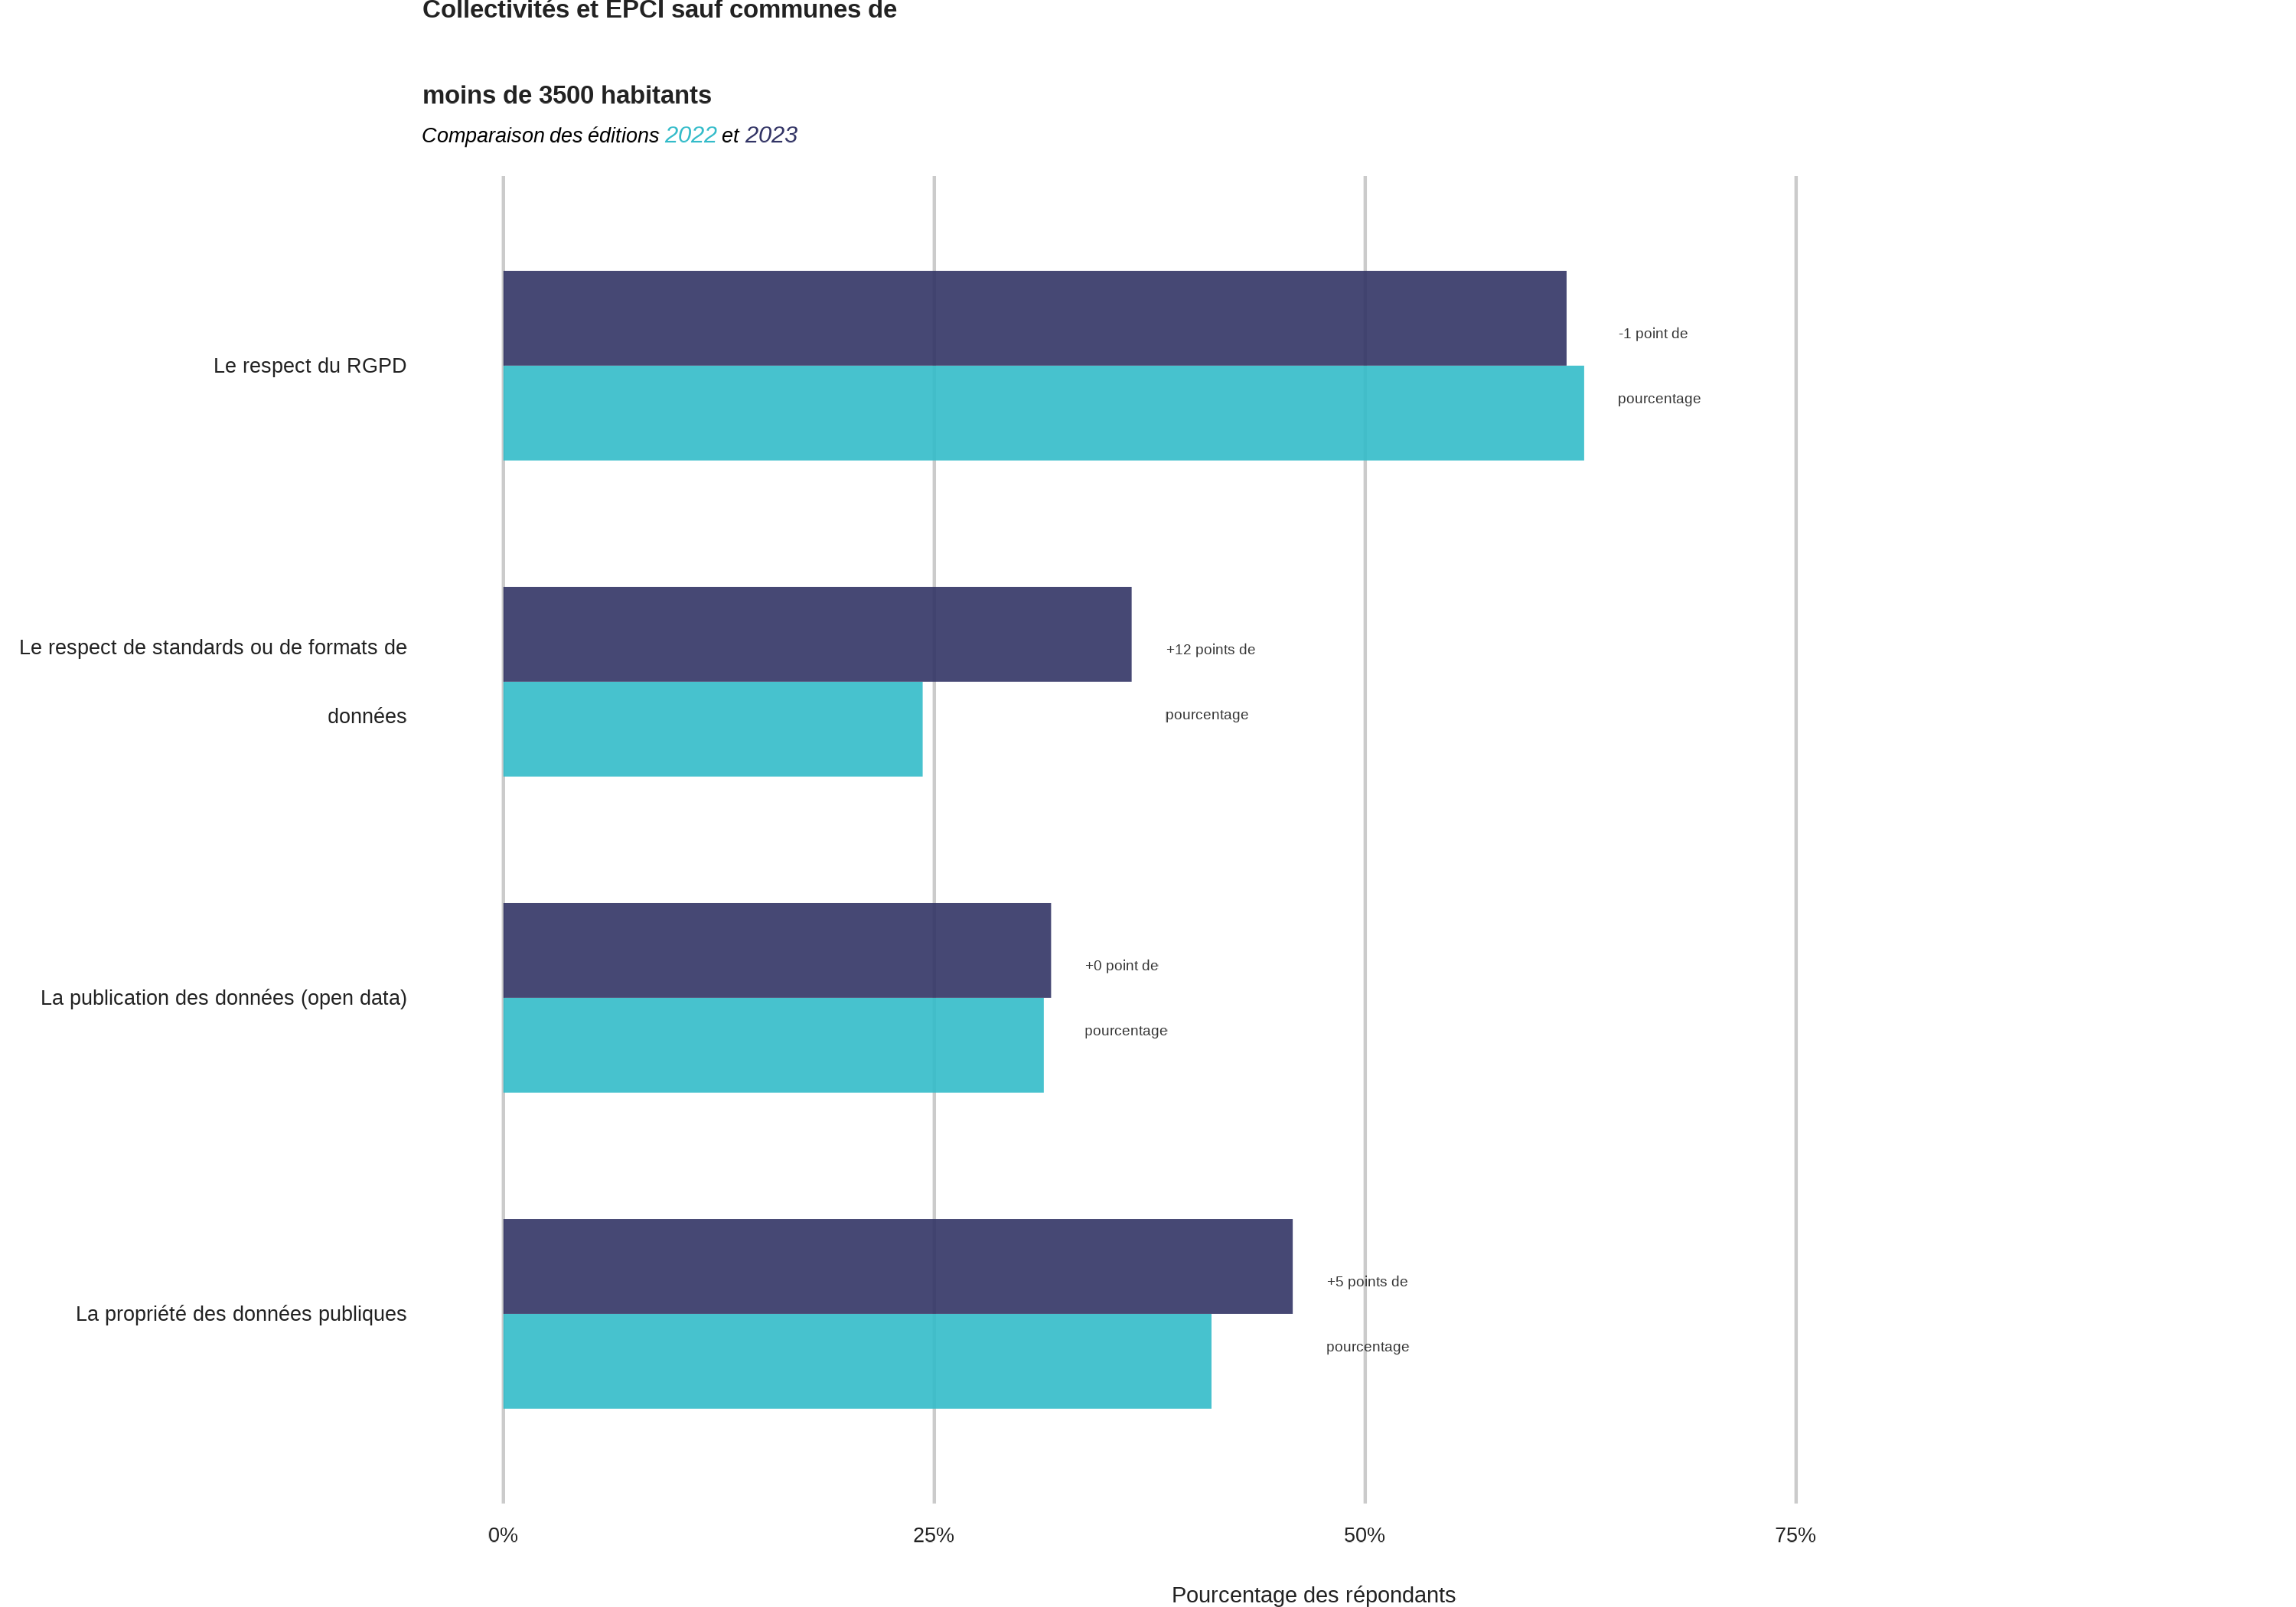 Collectivités et EPCI sauf communes de
moins de 3500 habitants
Comparaison des éditions 2022 et 2023
Le respect du RGPD
-1 point de
pourcentage
Le respect de standards ou de formats de
données
+12 points de
pourcentage
La publication des données (open data)
+0 point de
pourcentage
La propriété des données publiques
+5 points de
pourcentage
0%
25%
50%
75%
Pourcentage des répondants